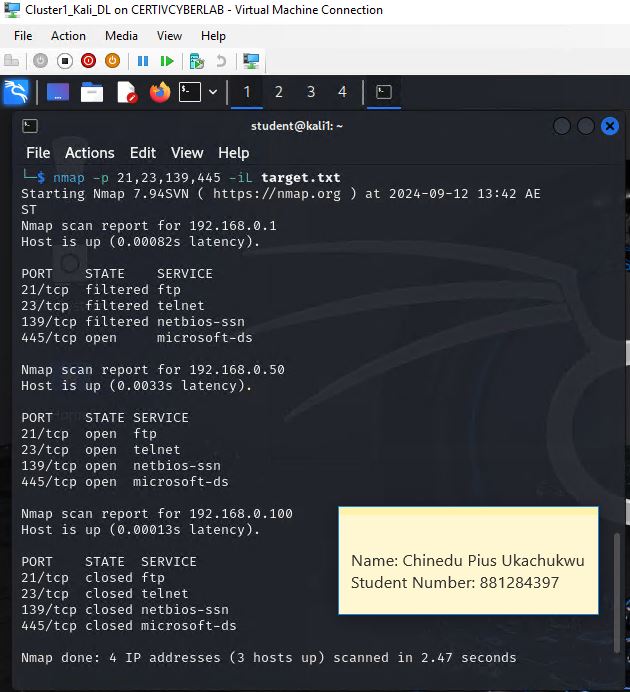 Cluster1_Kali_DL on CERTIVCYBERLAB - Virtual Machine Connection
File Action Media View Help
1 2 3 4
student@kali1: ~
File Actions Edit View Help
└─$ nmap -p 21,23,139,445 -iL target.txt
Starting Nmap 7.94SVN ( https://nmap.org ) at 2024-09-12 13:42 AE
ST
Nmap scan report for 192.168.0.1
Host is up (0.00082s latency).
PORT STATE SERVICE
21/tcp filtered ftp
23/tcp filtered telnet
139/tcp filtered netbios-ssn
445/tcp open microsoft-ds
Nmap scan report for 192.168.0.50
Host is up (0.0033s latency).
PORT STATE SERVICE
21/tcp open ftp
23/tcp open telnet
139/tcp open netbios-ssn
445/tcp open microsoft-ds
Nmap scan report for 192.168.0.100
Host is up (0.00013s latency).
PORT STATE SERVICE
21/tcp closed ftp
23/tcp closed telnet
139/tcp closed netbios-ssn
445/tcp closed microsoft-ds
Nmap done: 4 IP addresses (3 hosts up) scanned in 2.47 seconds
Name: Chinedu Pius Ukachukwu
Student Number: 881284397